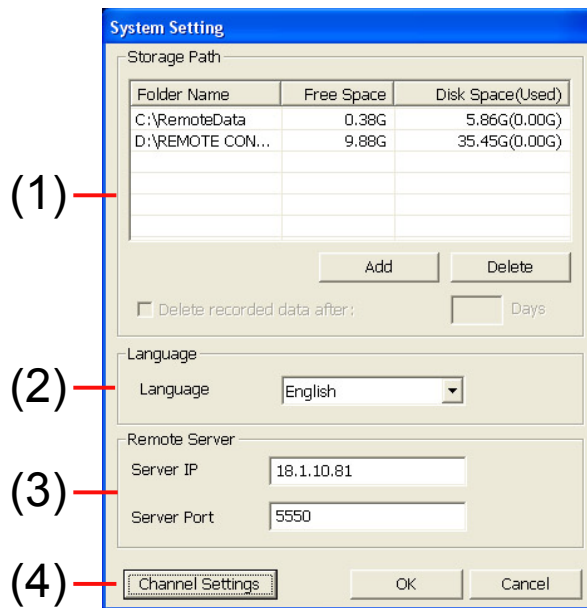 System Setting
Storage Path
Folder Name Free Space Disk Space(Used)
C:\RemoteData 0.38G 5.86G(0.00G)
D:\REMOTE CON... 9.88G 35.45G(0.00G)
(1)
Add Delete
Delete recorded data after: Days
Language
(2) Language English
Remote Server
Server IP 18.1.10.81
(3)
Server Port 5550
(4) Channel Settings OK Cancel